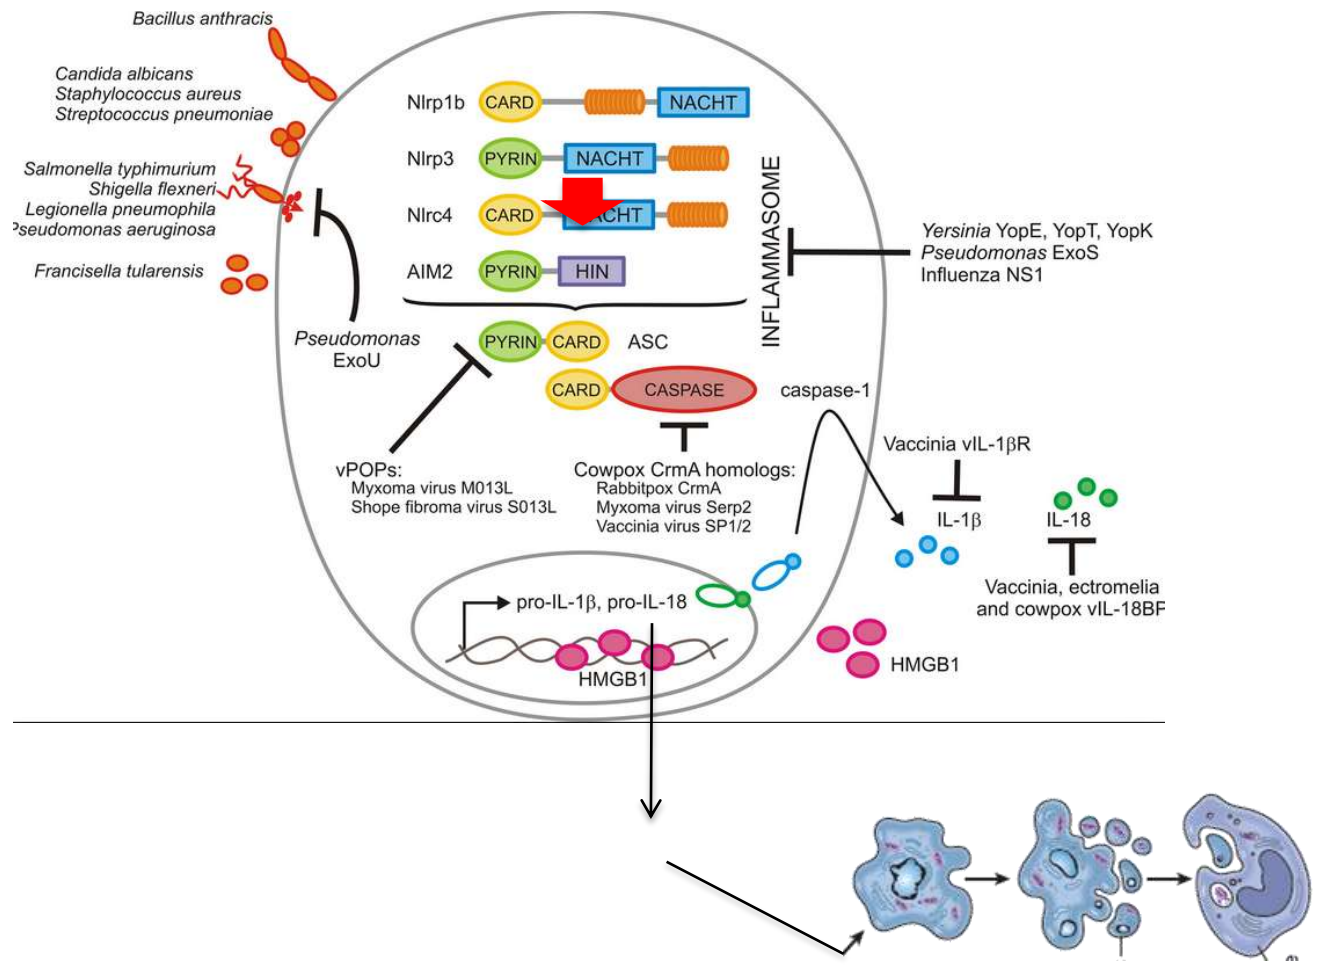 Bacillus anthracis
Candida albicans
Staphylococcus aureus
Streptococcus pneumoniae
Salmonella typhimurium
Shigella flexneri
Legionella pneumophila
Pseudomonas aeruginosa
Francisella tularensis
Pseudomonas
ExoU
Nlrp1b
CARD
NACHT
Nlrp3
PYRIN
NACHT
Nlrc4
CARD
NACHT
AIM2
PYRIN
HIN
INFLAMMASOME
Yersinia YopE, YopT, YopK
Pseudomonas ExoS
Influenza NS1
PYRIN
CARD
ASC
CARD
CASPASE
caspase-1
vPOPs:
Myxoma virus M013L
Shope fibroma virus S013L
Cowpox CrmA homologs:
Rabbitpox CrmA
Myxoma virus Serp2
Vaccinia virus SP1/2
Vaccinia vIL-1βR
IL-1β
IL-18
Vaccinia, ectromelia
and cowpox vIL-18BP
pro-IL-1β, pro-IL-18
HMGB1
HMGB1